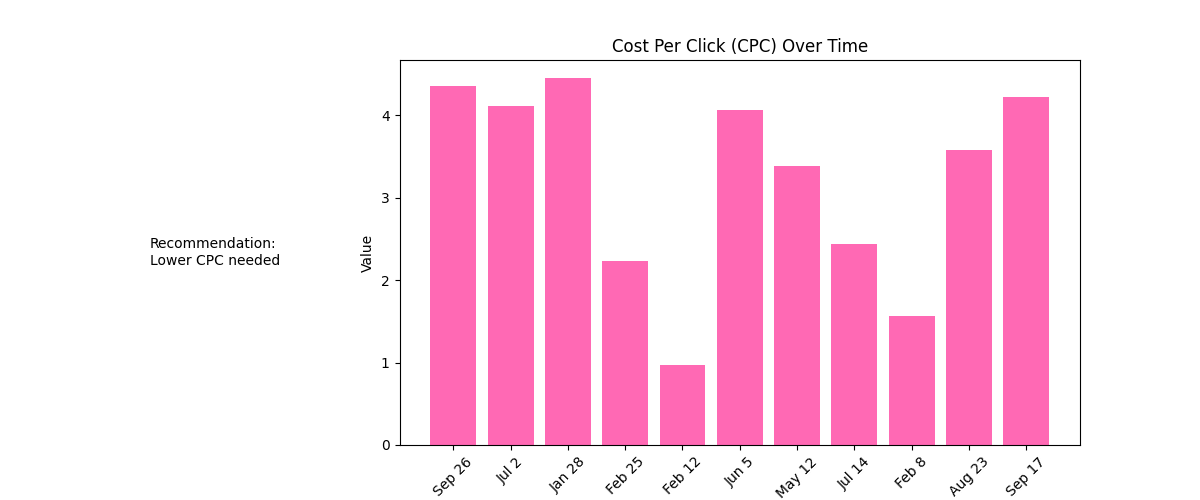 Cost Per Click (CPC) Over Time
Recommendation:
Lower CPC needed
Value
4
3
2
1
0
Sep 26
Jul 2
Jan 28
Feb 25
Feb 12
Jun 5
May 12
Jul 14
Feb 8
Aug 23
Sep 17